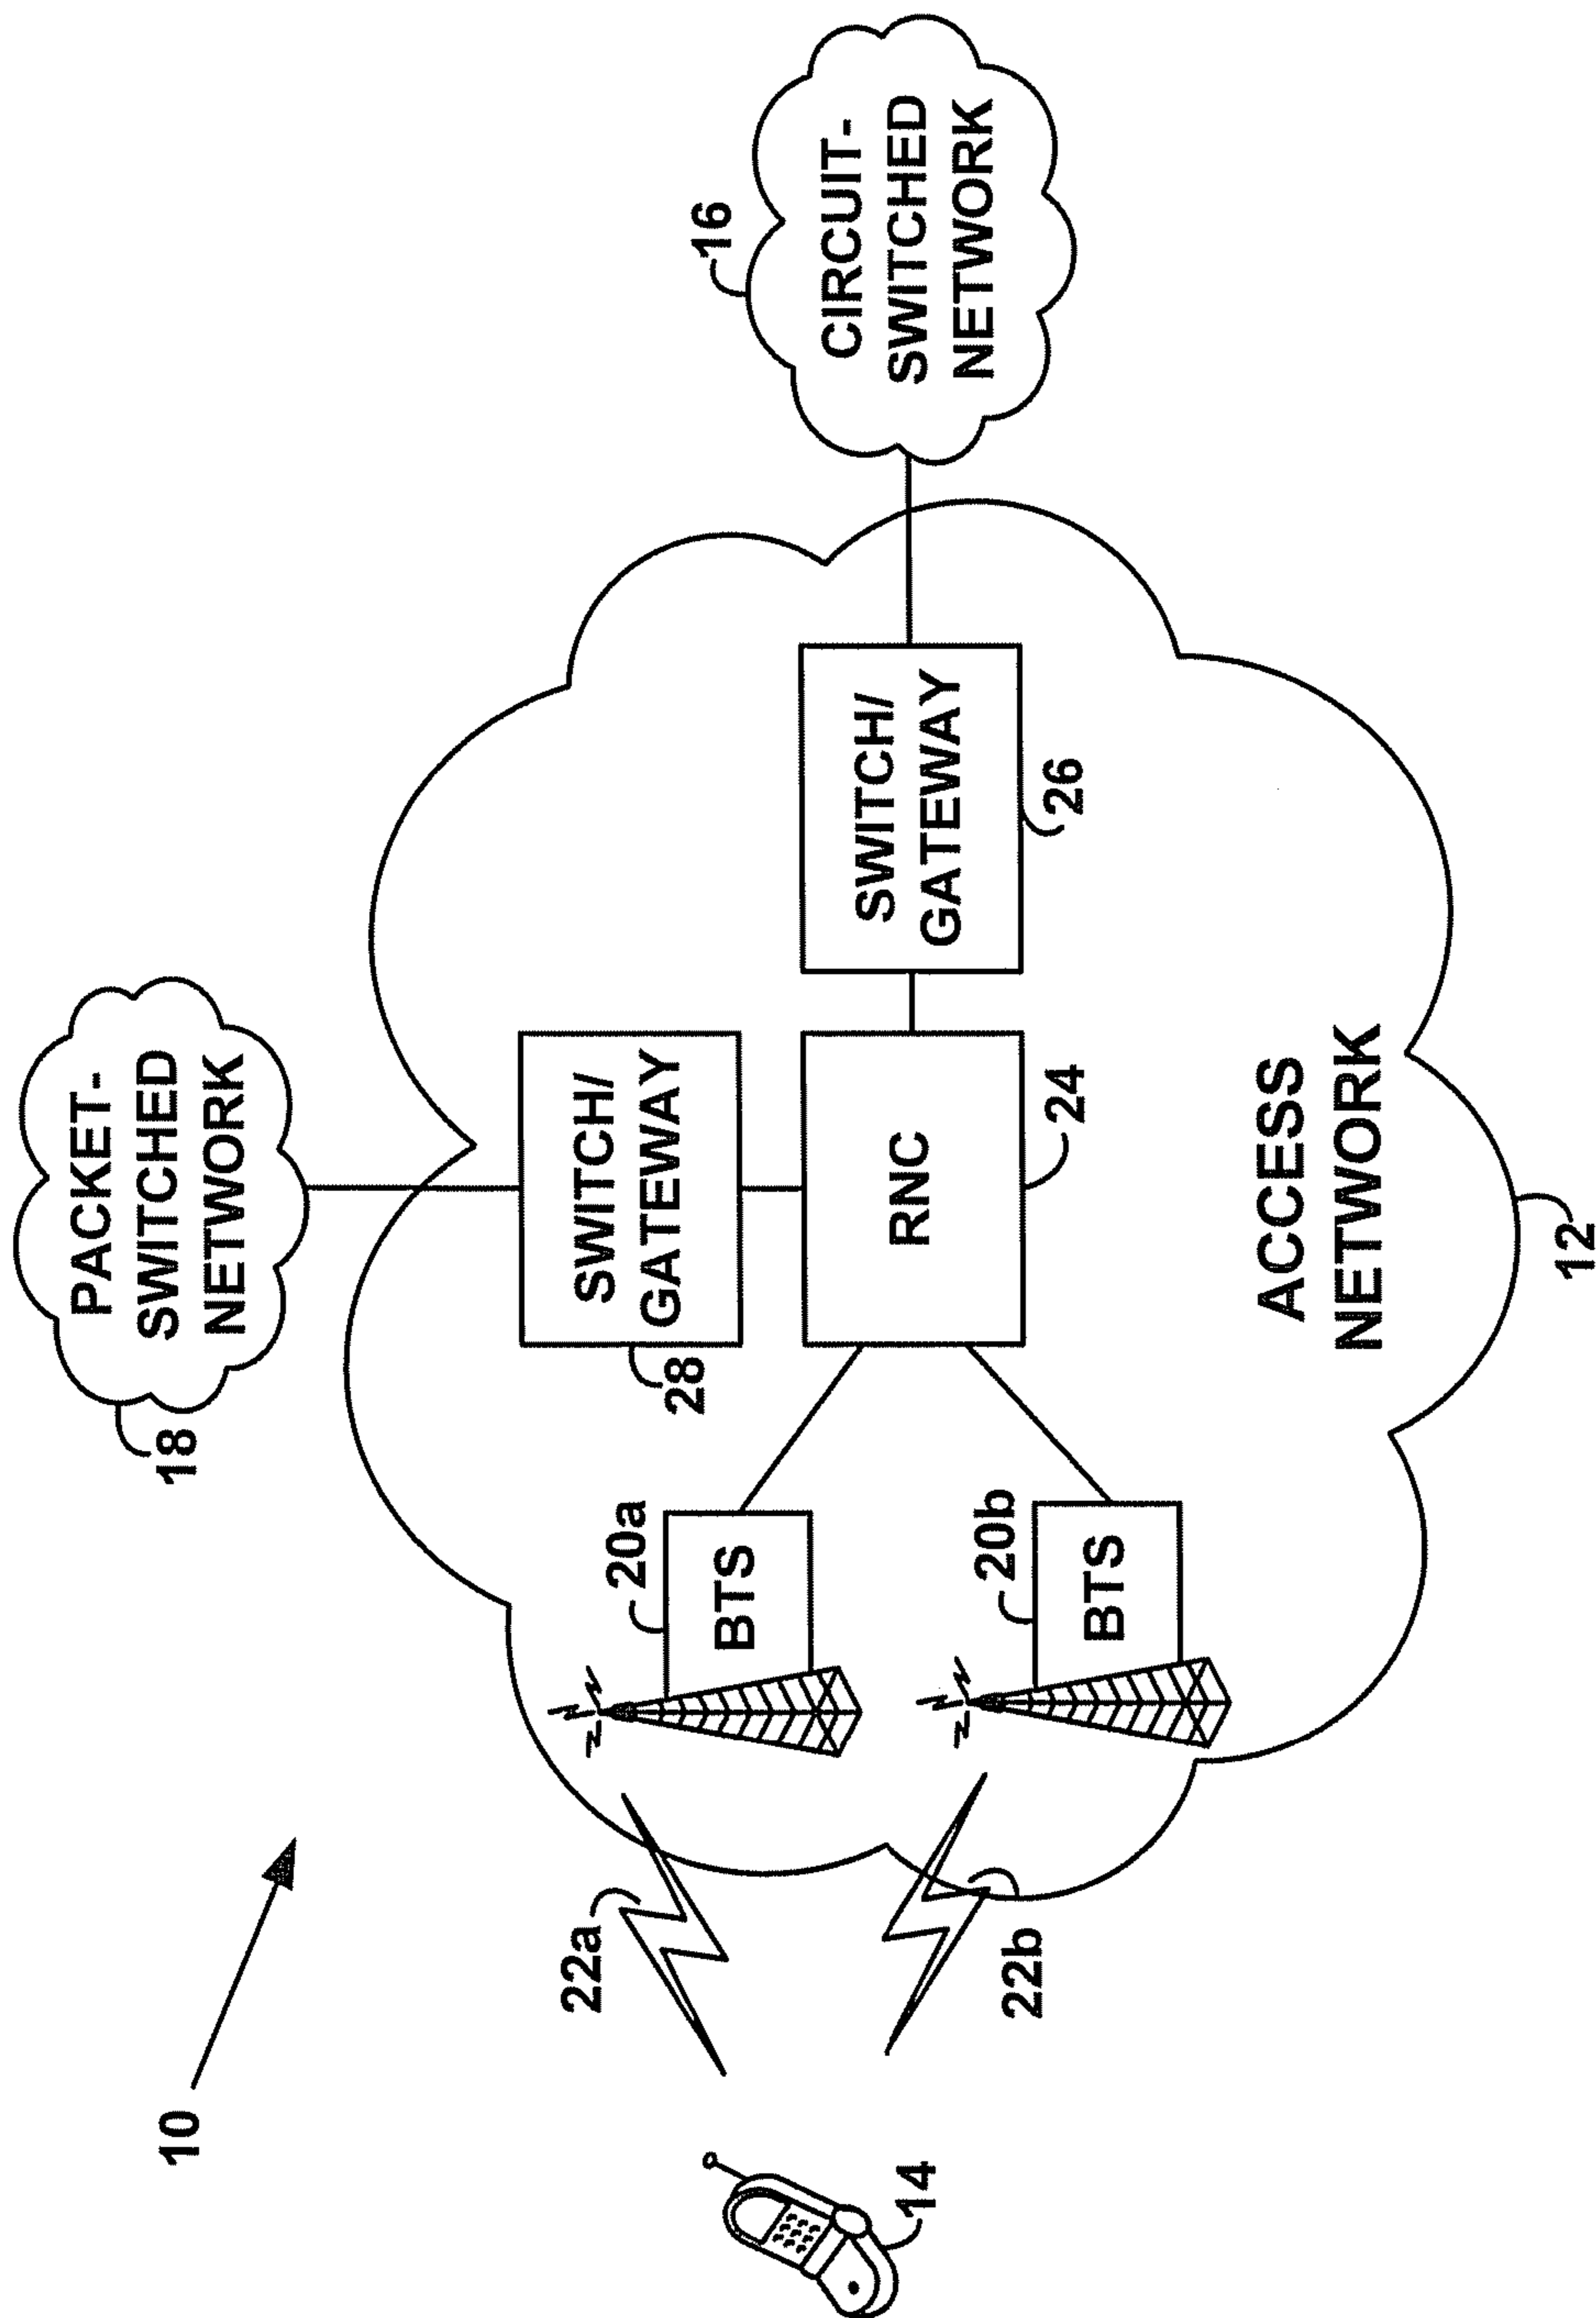 10
PACKET-
SWITCHED
NETWORK
18
SWITCH/
GATEWAY
28
CIRCUIT-
SWITCHED
NETWORK
16
22a
20a
BTS
RNC
24
SWITCH/
GATEWAY
26
14
22b
20b
BTS
ACCESS
NETWORK
12